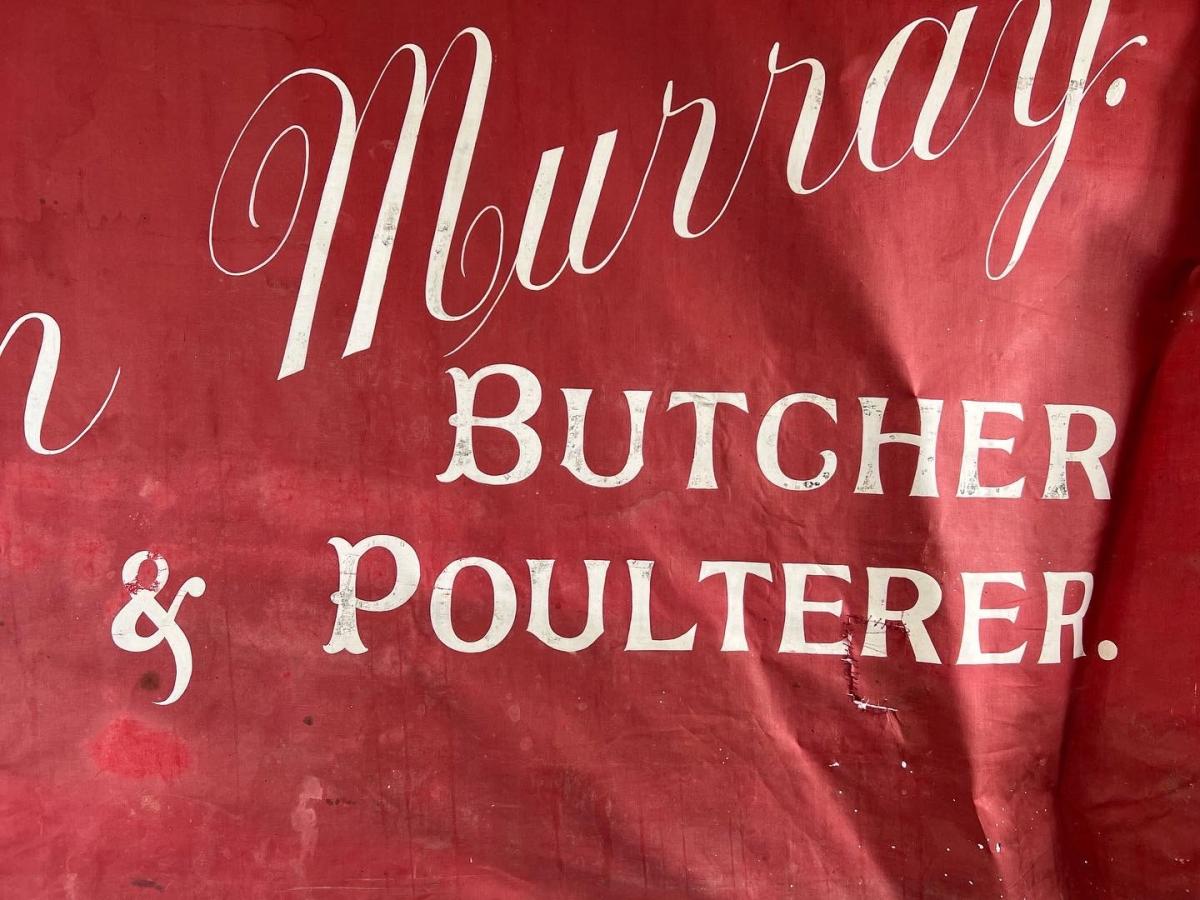 n Murray.
BUTCHER
& POULTERER.